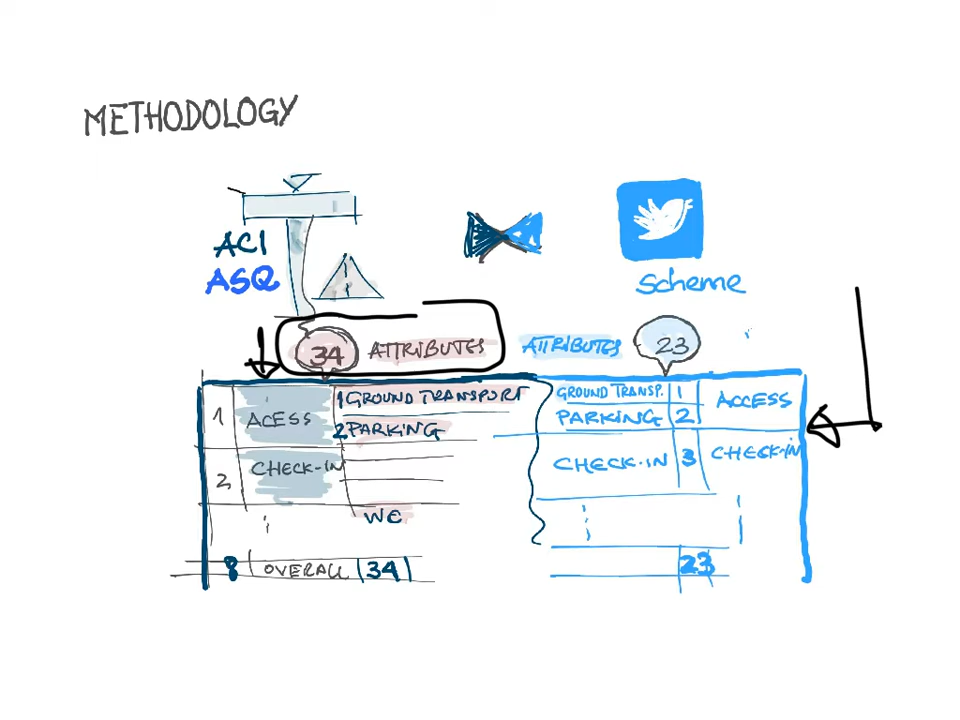 METHODOLOGY
ACI
ASQ
scheme
34 ATTRIBUTES
ATTRIBUTES 23
1 ACESS 1 GROUND TRANSPORT
2 PARKING
2 CHECK-IN
WE
8 OVERALL 34
GROUND TRANSP. 1 ACCESS
PARKING 2
CHECK-IN 3 CHECK-IN
23